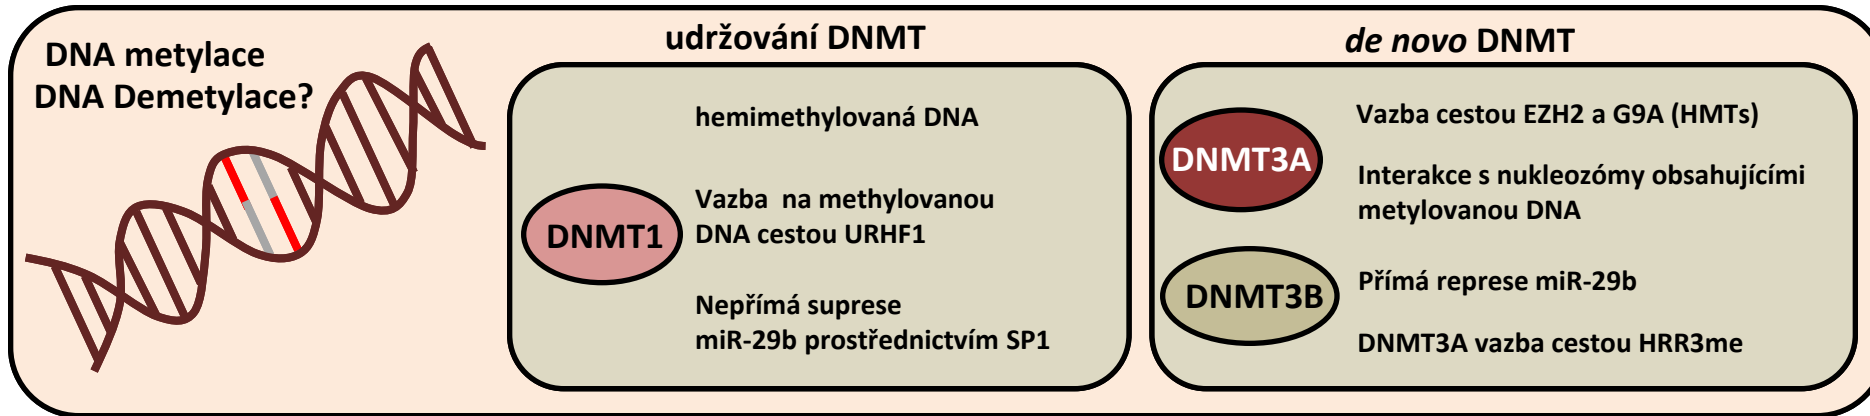 DNA metylace
DNA Demetylace?
udržování DNMT
hemimethylovaná DNA
DNMT1
Vazba na methylovanou
DNA cestou URHF1
Nepřímá suprese
miR-29b prostřednictvím SP1
de novo DNMT
DNMT3A
Vazba cestou EZH2 a G9A (HMTs)
Interakce s nukleozómy obsahujícími
metylovanou DNA
DNMT3B
Přímá represe miR-29b
DNMT3A vazba cestou HRR3me